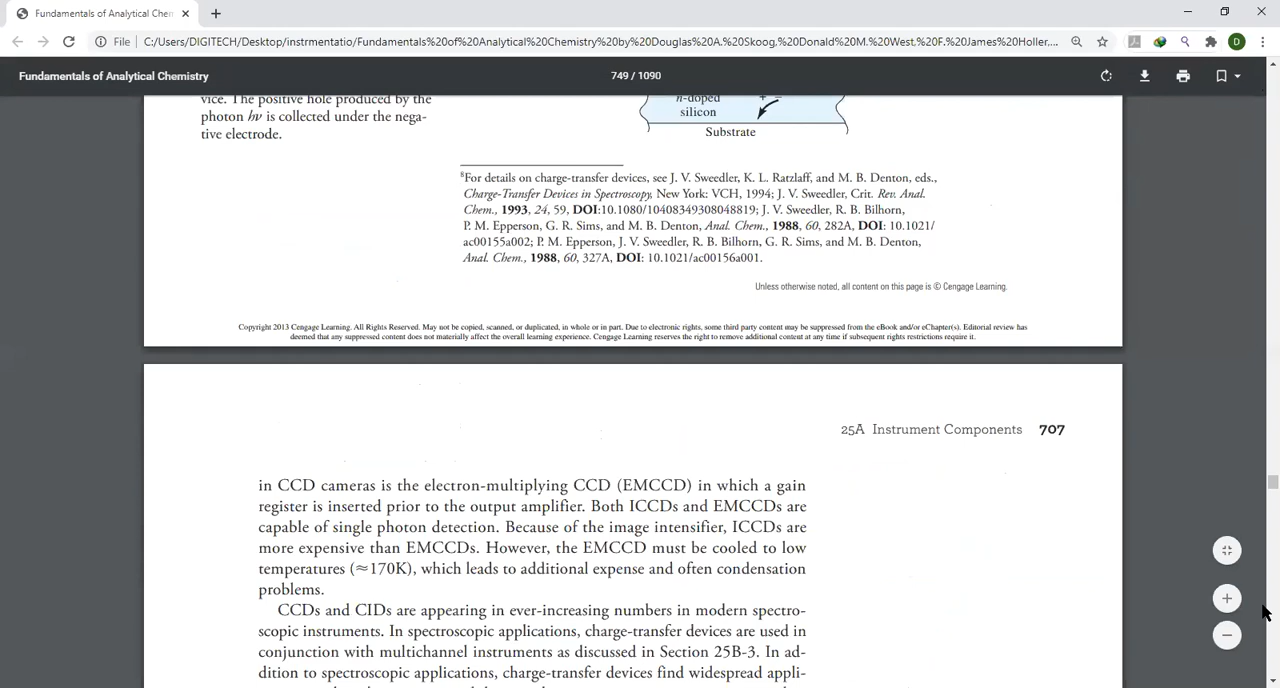 Fundamentals of Analytical Chem
File
C:/Users/DIGITECH/Desktop/instrmentatio/Fundamentals%20of%20Analytical%20Chemistry%20by%20Douglas%20A.%20Skoog,%20Donald%20M.%20West,%20F.%20James%20Holler,...
D
Fundamentals of Analytical Chemistry
749 / 1090
vice. The positive hole produced by the
photon hν is collected under the nega-
tive electrode.
n-doped
silicon
+ −
Substrate
⁸For details on charge-transfer devices, see J. V. Sweedler, K. L. Ratzlaff, and M. B. Denton, eds.,
Charge-Transfer Devices in Spectroscopy, New York: VCH, 1994; J. V. Sweedler, Crit. Rev. Anal.
Chem., 1993, 24, 59, DOI:10.1080/10408349308048819; J. V. Sweedler, R. B. Bilhorn,
P. M. Epperson, G. R. Sims, and M. B. Denton, Anal. Chem., 1988, 60, 282A, DOI: 10.1021/
ac00155a002; P. M. Epperson, J. V. Sweedler, R. B. Bilhorn, G. R. Sims, and M. B. Denton,
Anal. Chem., 1988, 60, 327A, DOI: 10.1021/ac00156a001.
Unless otherwise noted, all content on this page is © Cengage Learning.
Copyright 2013 Cengage Learning. All Rights Reserved. May not be copied, scanned, or duplicated, in whole or in part. Due to electronic rights, some third party content may be suppressed from the eBook and/or eChapter(s). Editorial review has
deemed that any suppressed content does not materially affect the overall learning experience. Cengage Learning reserves the right to remove additional content at any time if subsequent rights restrictions require it.
25A Instrument Components 707
in CCD cameras is the electron-multiplying CCD (EMCCD) in which a gain
register is inserted prior to the output amplifier. Both ICCDs and EMCCDs are
capable of single photon detection. Because of the image intensifier, ICCDs are
more expensive than EMCCDs. However, the EMCCD must be cooled to low
temperatures (≈170K), which leads to additional expense and often condensation
problems.
CCDs and CIDs are appearing in ever-increasing numbers in modern spectro-
scopic instruments. In spectroscopic applications, charge-transfer devices are used in
conjunction with multichannel instruments as discussed in Section 25B-3. In ad-
dition to spectroscopic applications, charge-transfer devices find widespread appli-